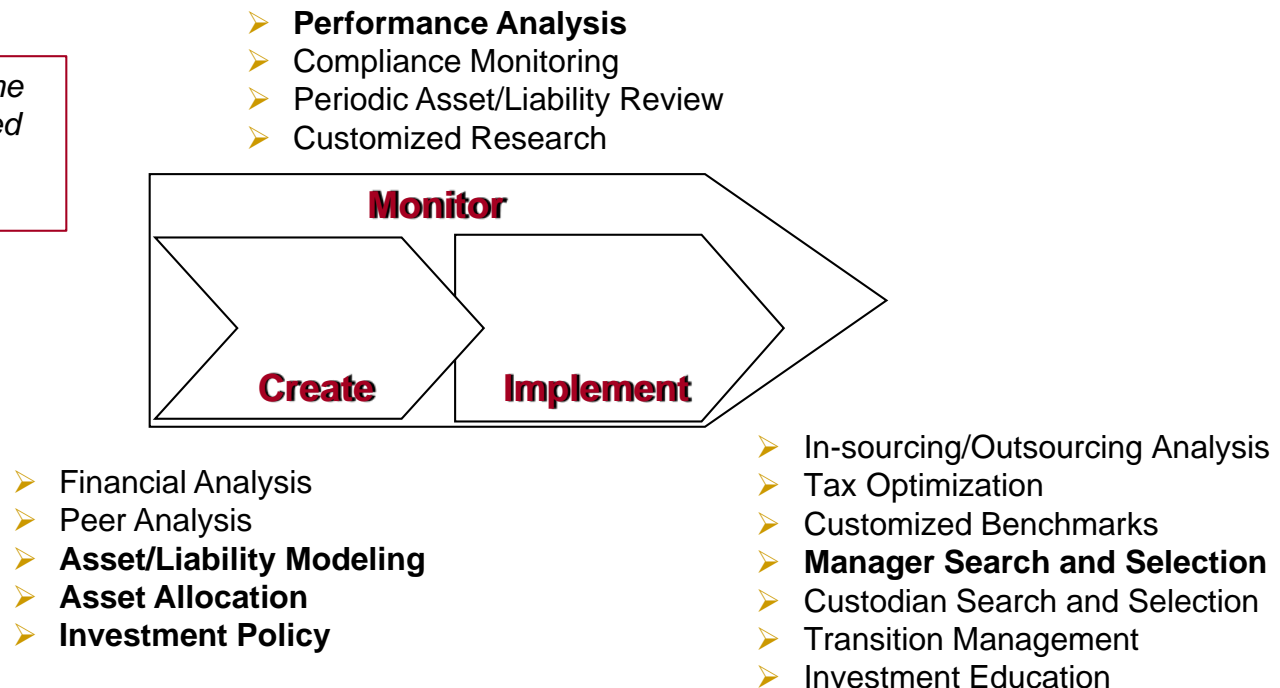 Performance Analysis
Compliance Monitoring
Periodic Asset/Liability Review
Customized Research
Monitor
Create
Implement
Financial Analysis
Peer Analysis
Asset/Liability Modeling
Asset Allocation
Investment Policy
In-sourcing/Outsourcing Analysis
Tax Optimization
Customized Benchmarks
Manager Search and Selection
Custodian Search and Selection
Transition Management
Investment Education